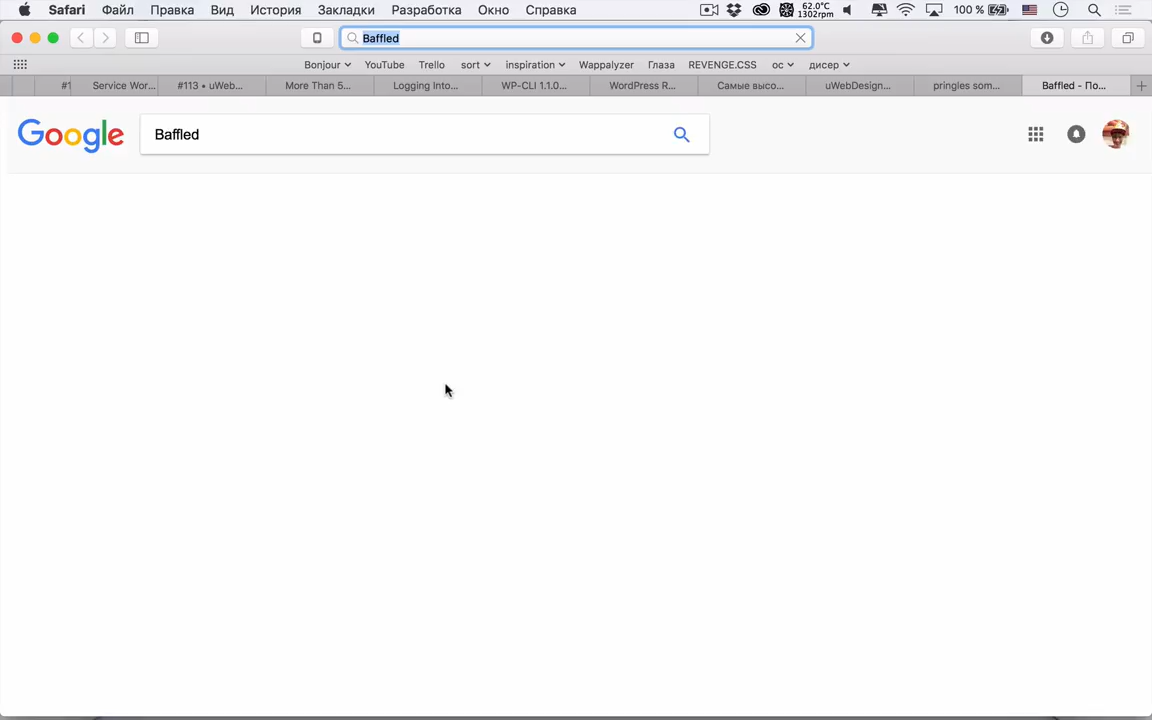 Safari Файл Правка Вид История Закладки Разработка Окно Справка 62.0°C 1302rpm 100 %
Baffled
Bonjour YouTube Trello sort inspiration Wappalyzer Глаза REVENGE.CSS ос дисер
#1 Service Wor... #113 • uWeb... More Than 5... Logging Into... WP-CLI 1.1.0... WordPress R... Самые высо... uWebDesign... pringles som... Baffled - По...
Google Baffled